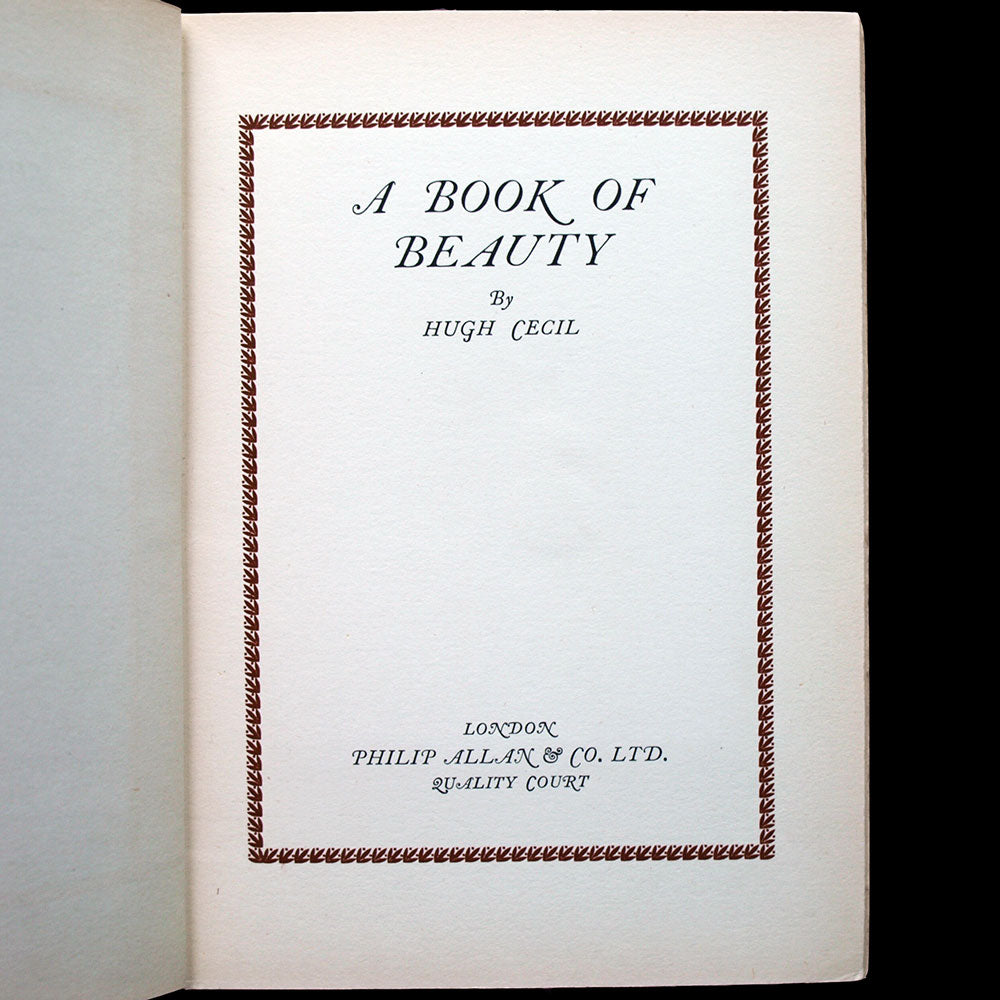 A BOOK OF
BEAUTY
By
HUGH CECIL
LONDON
PHILIP ALLAN & CO. LTD.
QUALITY COURT